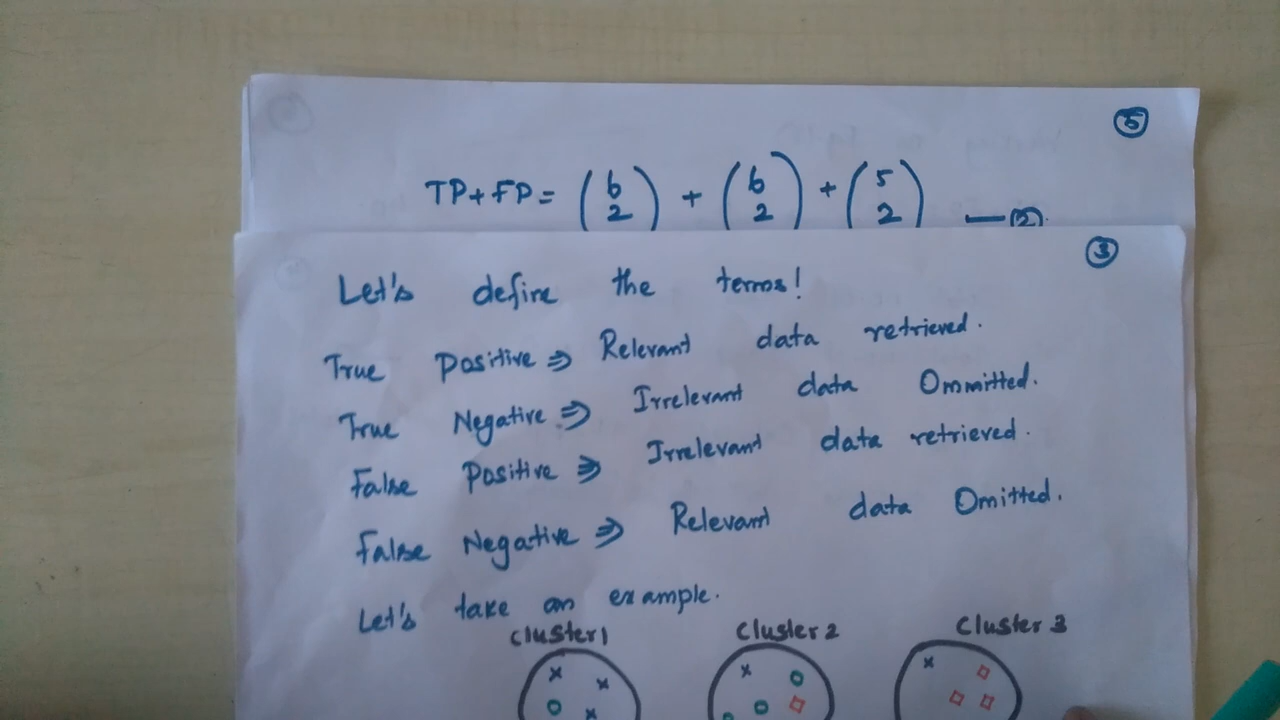 5
TP+FP = (6 2) + (6 2) + (5 2) — 2
3
Let's define the terms!
True Positive ⇒ Relevant data retrieved.
True Negative ⇒ Irrelevant data Ommitted.
False Positive ⇒ Irrelevant data retrieved.
False Negative ⇒ Relevant data Omitted.
Let's take an example.
Cluster 1 Cluster 2 Cluster 3